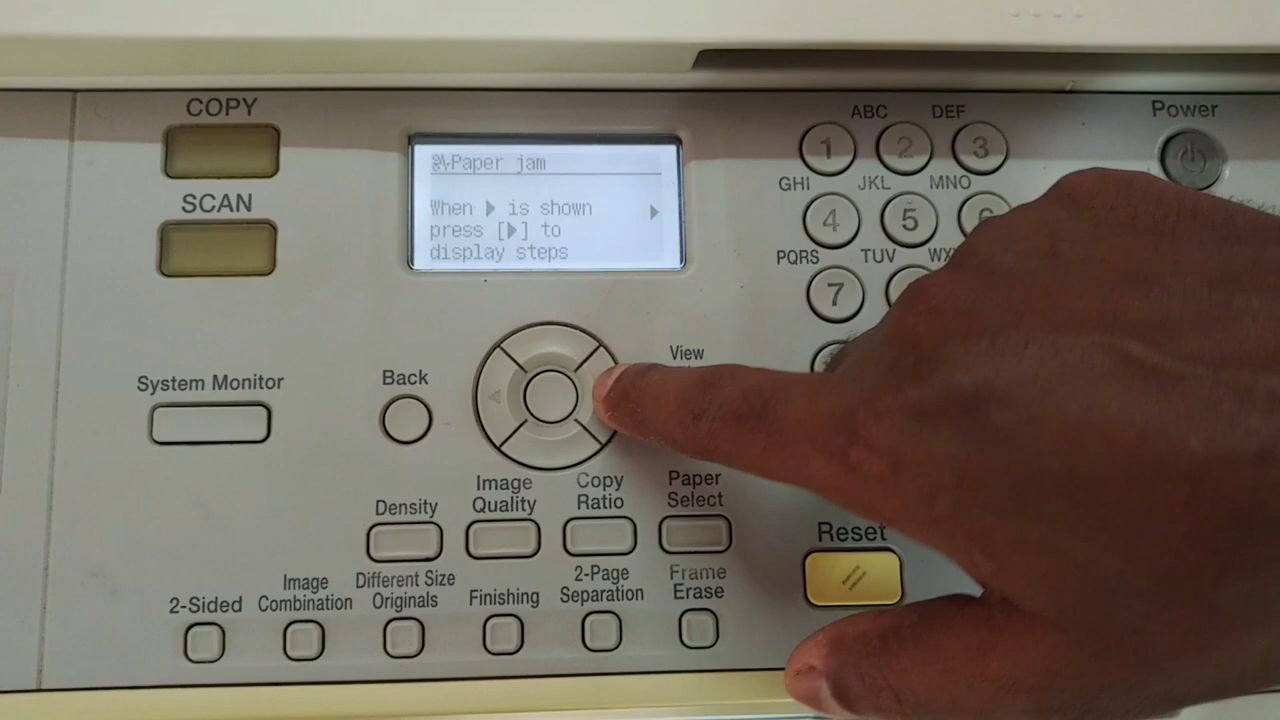 COPY
SCAN
Paper jam
When ▶ is shown
press [▶] to
display steps
ABC DEF
1 2 3
GHI JKL MNO
4 5 6
PQRS TUV
7
Power
System Monitor
Back
View
Density
Image
Quality
Copy
Ratio
Paper
Select
Reset
2-Sided
Image
Combination
Different Size
Originals
Finishing
2-Page
Separation
Frame
Erase